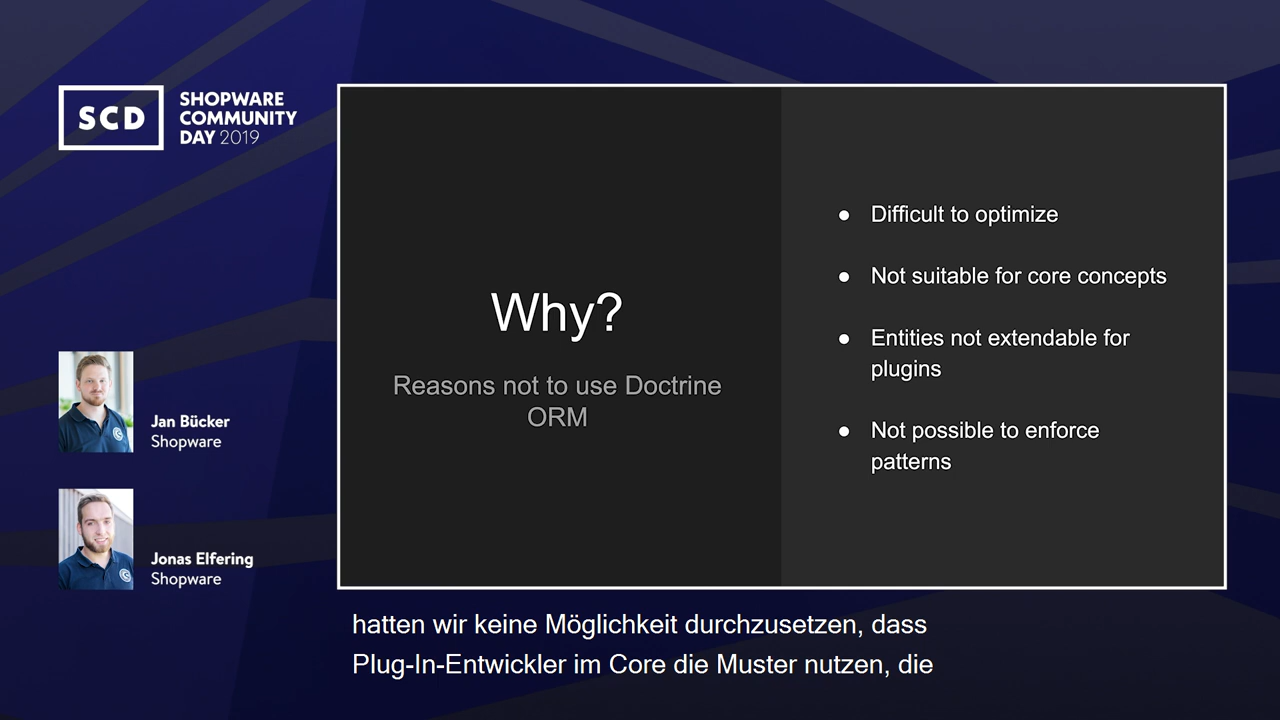 SCD
SHOPWARE
COMMUNITY
DAY 2019
Why?
Reasons not to use Doctrine
ORM
● Difficult to optimize
● Not suitable for core concepts
● Entities not extendable for
plugins
● Not possible to enforce
patterns
Jan Bücker
Shopware
Jonas Elfering
Shopware
hatten wir keine Möglichkeit durchzusetzen, dass
Plug-In-Entwickler im Core die Muster nutzen, die